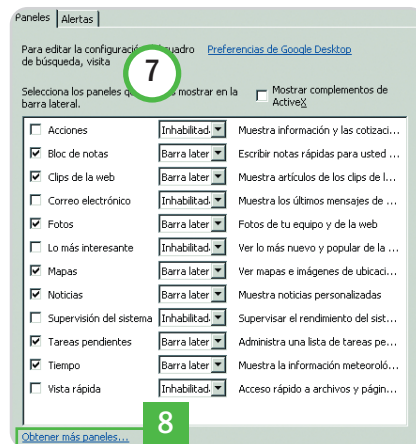 Paneles Alertas
Para editar la configuración cuadro Preferencias de Google Desktop
de búsqueda, visita
7
Selecciona los paneles mostrar en la Mostrar complementos de
barra lateral. ActiveX
Acciones Inhabilitad. Muestra información y las cotizaci...
Bloc de notas Barra later Escribir notas rápidas para usted ...
Clips de la web Barra later Muestra artículos de los clips de l...
Correo electrónico Inhabilitad. Muestra los últimos mensajes de ...
Fotos Barra later Fotos de tu equipo y de la web
Lo más interesante Inhabilitad. Ver lo más nuevo y popular de la ...
Mapas Barra later Ver mapas e imágenes de ubicaci...
Noticias Barra later Muestra noticias personalizadas
Supervisión del sistema Inhabilitad. Supervisar el rendimiento del sist...
Tareas pendientes Barra later Administra una lista de tareas pe...
Tiempo Barra later Muestra la información meteoroló...
Vista rápida Inhabilitad. Acceso rápido a archivos y págin...
Obtener más paneles... 8